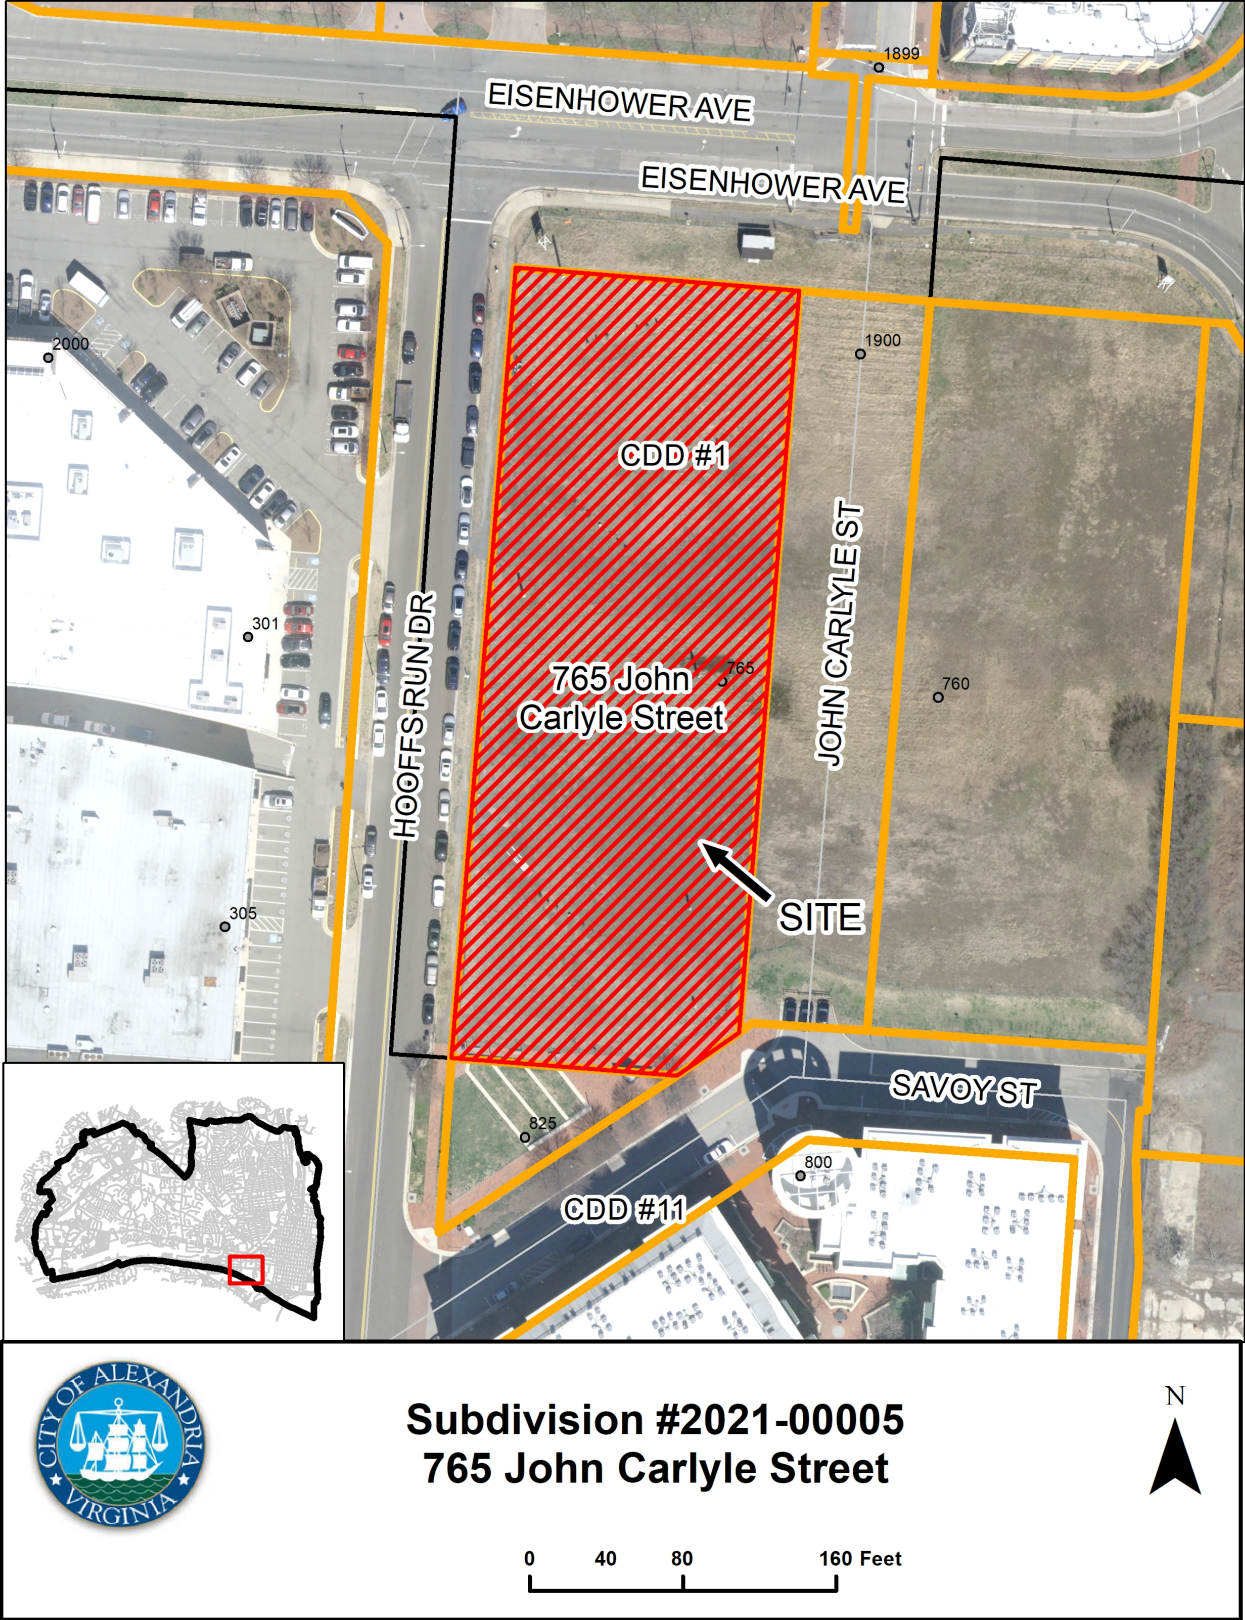 1899
EISENHOWER AVE
EISENHOWER AVE
2000
1900
CDD #1
301
HOOFFS RUN DR
JOHN CARLYLE ST
765
765 John
Carlyle Street
760
305
SITE
SAVOY ST
825
800
CDD #11
CITY OF ALEXANDRIA
VIRGINIA
Subdivision #2021-00005
765 John Carlyle Street
N
0 40 80 160 Feet